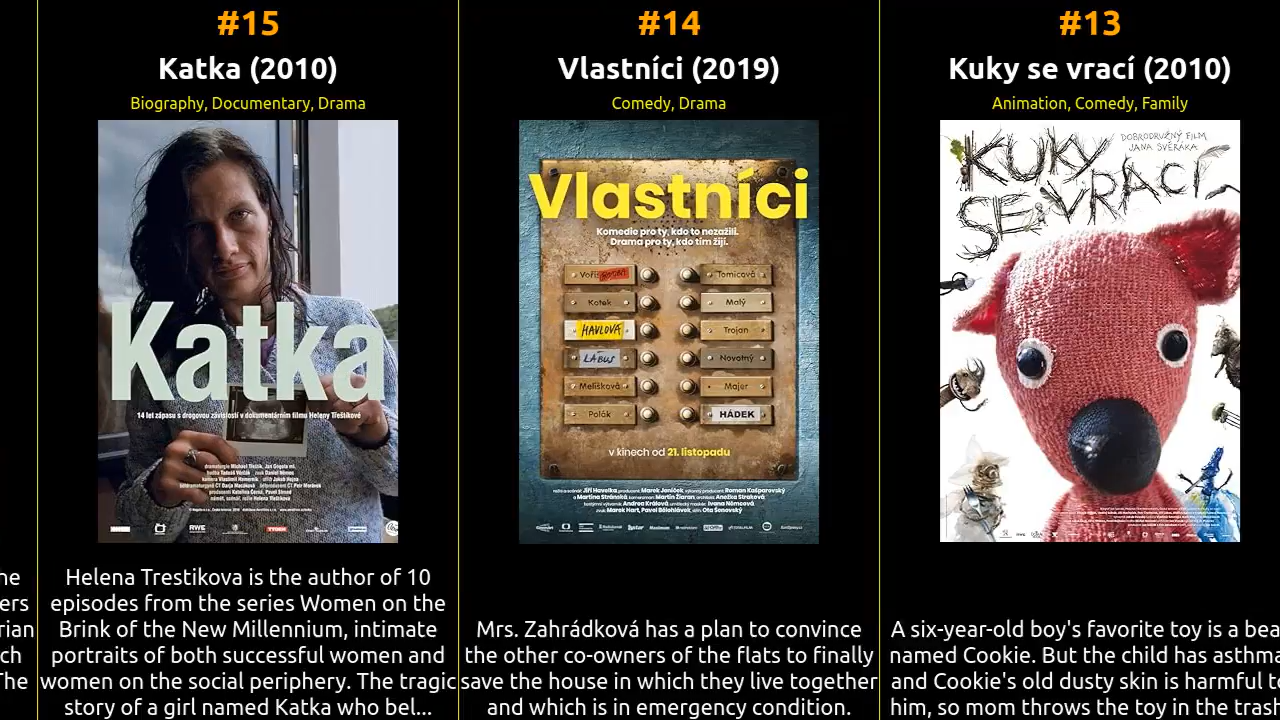 #15
Katka (2010)
Biography, Documentary, Drama
Katka
14 let zápasu s drogovou závislostí v dokumentárním filmu Heleny Třeštíkové
Helena Trestikova is the author of 10
episodes from the series Women on the
Brink of the New Millennium, intimate
portraits of both successful women and
women on the social periphery. The tragic
story of a girl named Katka who bel...
#14
Vlastníci (2019)
Comedy, Drama
Vlastníci
Komedie pro ty, kdo to nezažili.
Drama pro ty, kdo tím žijí.
Tomicová
Kotek
Malý
HAVLOVÁ
Trojan
LÁBUS
Novotný
Melíšková
Majer
Polák
HÁDEK
v kinech od 21. listopadu
Mrs. Zahrádková has a plan to convince
the other co-owners of the flats to finally
save the house in which they live together
and which is in emergency condition.
#13
Kuky se vrací (2010)
Animation, Comedy, Family
DOBRODRUŽNÝ FILM
JANA SVĚRÁKA
KUKY
SE VRACÍ
A six-year-old boy's favorite toy is a bea
named Cookie. But the child has asthma
and Cookie's old dusty skin is harmful to
him, so mom throws the toy in the trash
he
ers
rian
ch
The